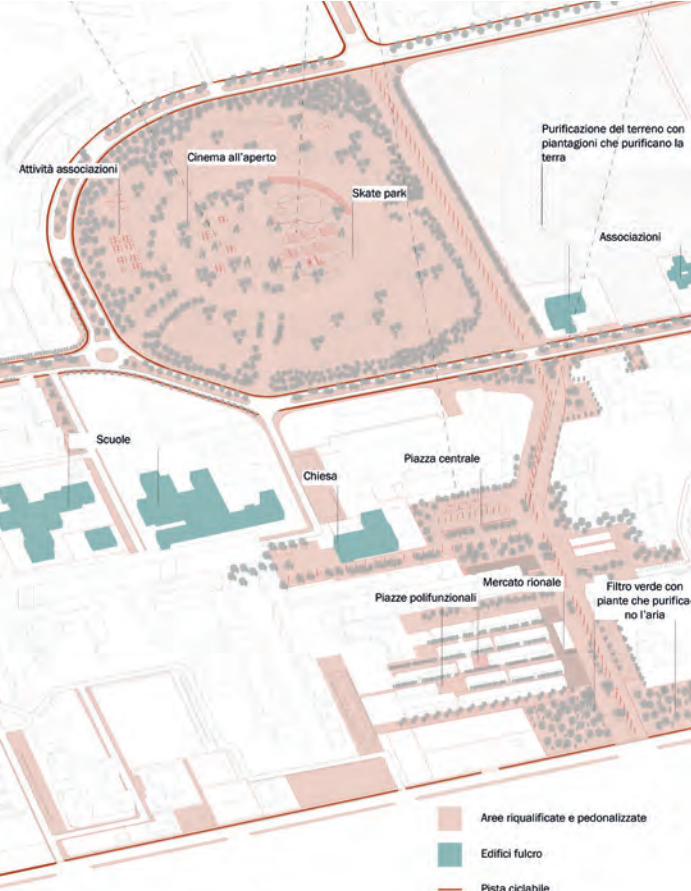 Purificazione del terreno con
piantagioni che purificano la
terra
Cinema all'aperto
Attività associazioni
Skate park
Associazioni
Scuole
Piazza centrale
Chiesa
Mercato rionale
Filtro verde con
piante che purifica-
no l'aria
Piazze polifunzionali
Aree riqualificate e pedonalizzate
Edifici fulcro
Pista ciclabile